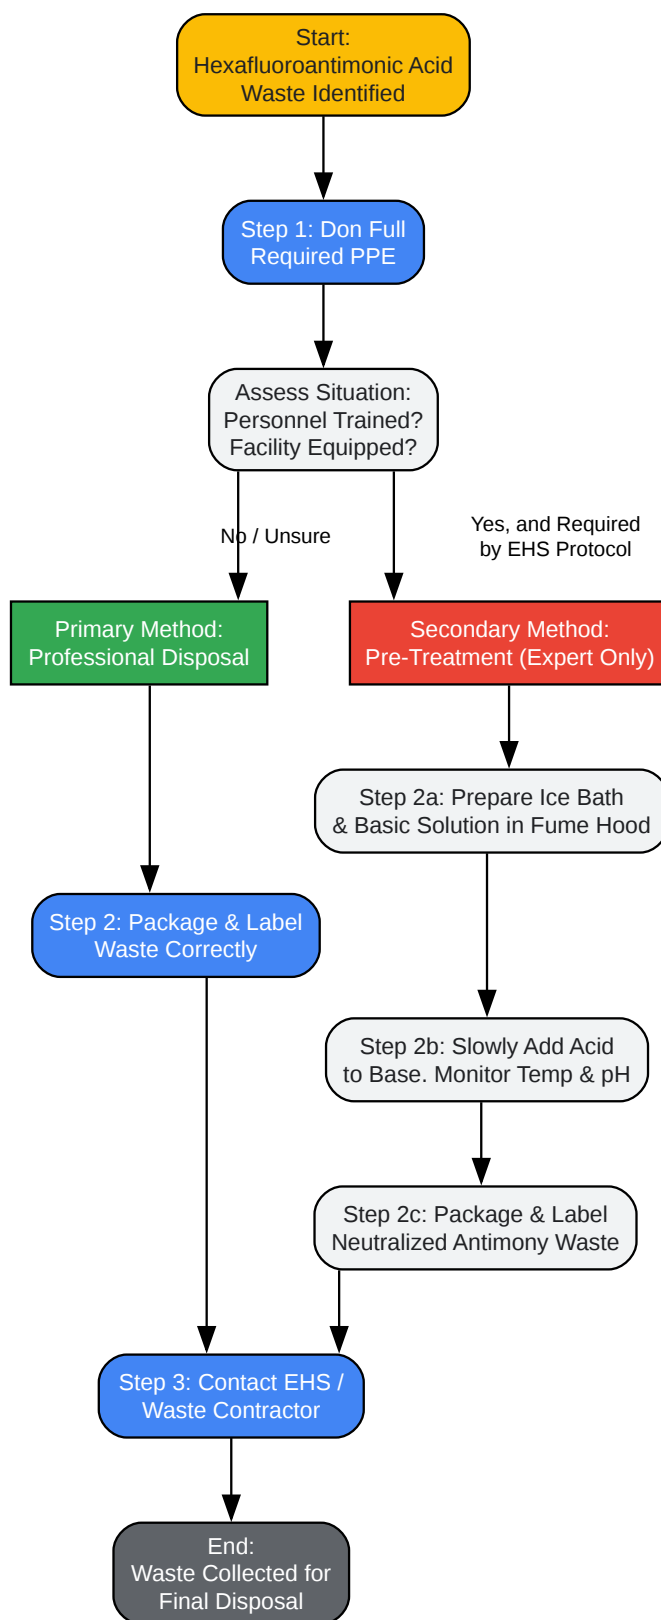 Start:
Hexafluoroantimonic Acid
Waste Identified
Step 1: Don Full
Required PPE
Assess Situation:
Personnel Trained?
Facility Equipped?
No / Unsure
Yes, and Required
by EHS Protocol
Primary Method:
Professional Disposal
Secondary Method:
Pre-Treatment (Expert Only)
Step 2a: Prepare Ice Bath
& Basic Solution in Fume Hood
Step 2: Package & Label
Waste Correctly
Step 2b: Slowly Add Acid
to Base. Monitor Temp & pH
Step 2c: Package & Label
Neutralized Antimony Waste
Step 3: Contact EHS /
Waste Contractor
End:
Waste Collected for
Final Disposal